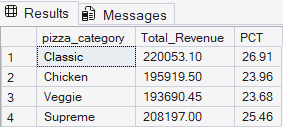 Results Messages
pizza_category Total_Revenue PCT
1 Classic 220053.10 26.91
2 Chicken 195919.50 23.96
3 Veggie 193690.45 23.68
4 Supreme 208197.00 25.46